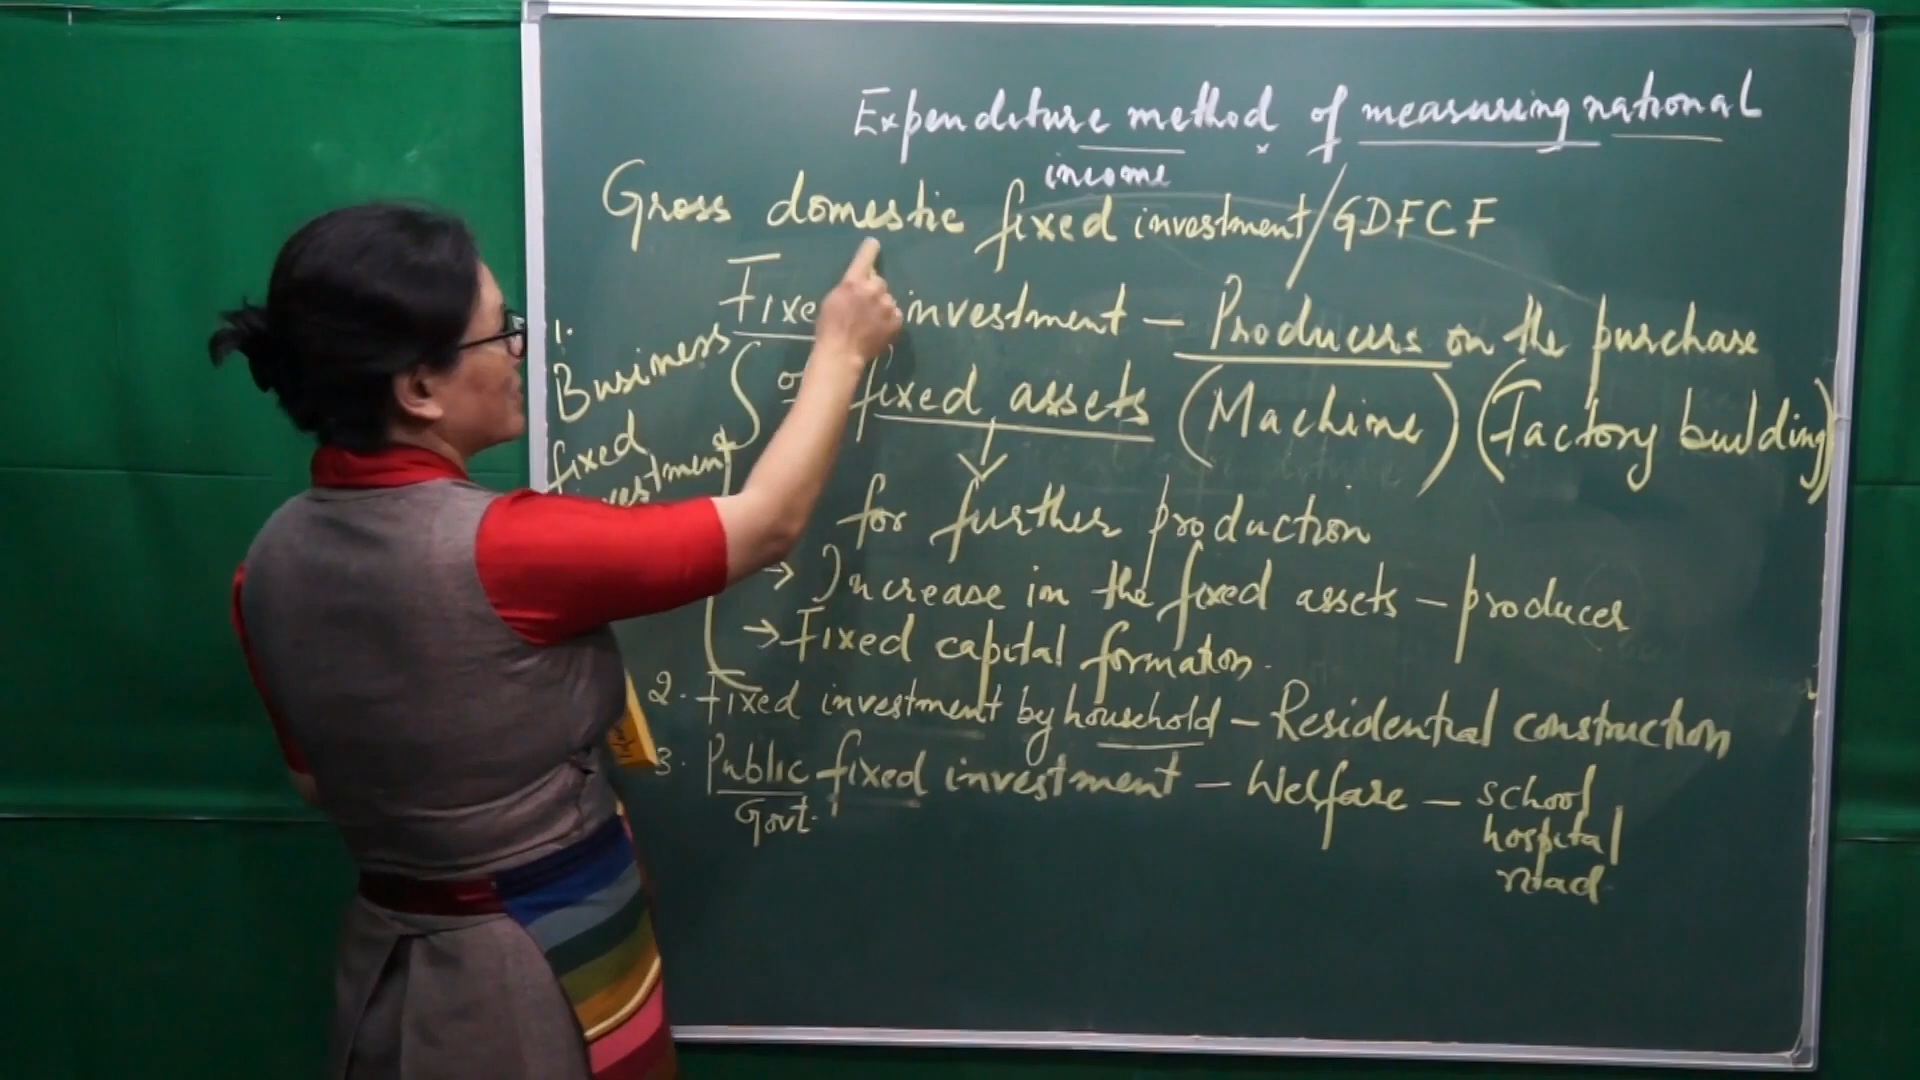 Expenditure method of measuring national
income
Gross domestic fixed investment/GDFCF
Fixed investment – Producers on the purchase
of fixed assets (Machine) (Factory building)
for further production
→ Increase in the fixed assets – producer
→ Fixed capital formation.
1.
Business
fixed
investment
2. Fixed investment by household – Residential construction
3. Public fixed investment – Welfare – school
Govt.
hospital
road